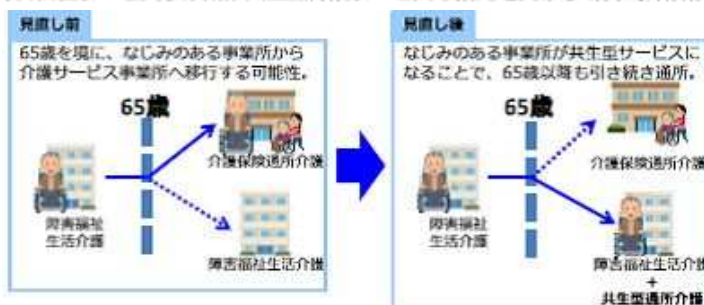 見直し前
65歳を境に、なじみのある事業所から
介護サービス事業所へ移行する可能性。
65歳
介護保険通所介護
障害福祉
生活介護
障害福祉生活介護
見直し後
なじみのある事業所が共生型サービスに
なることで、65歳以降も引き続き通所。
65歳
介護保険通所介護
障害福祉
生活介護
障害福祉生活介護
+
共生型通所介護